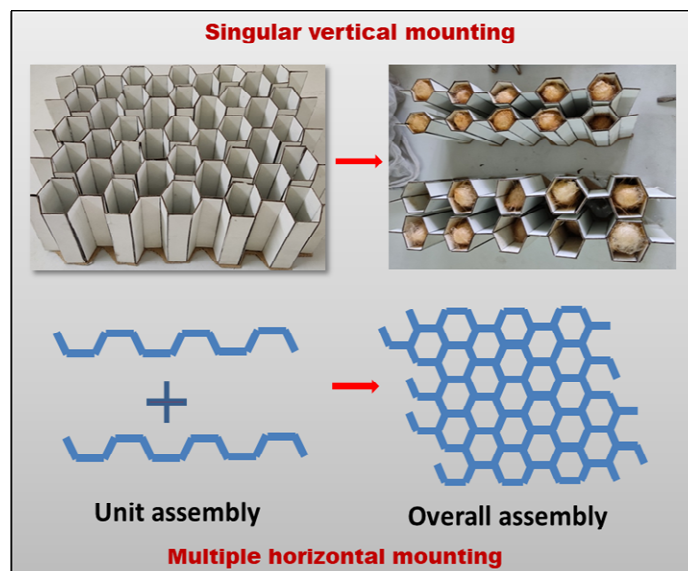 Singular vertical mounting
Unit assembly
Overall assembly
Multiple horizontal mounting